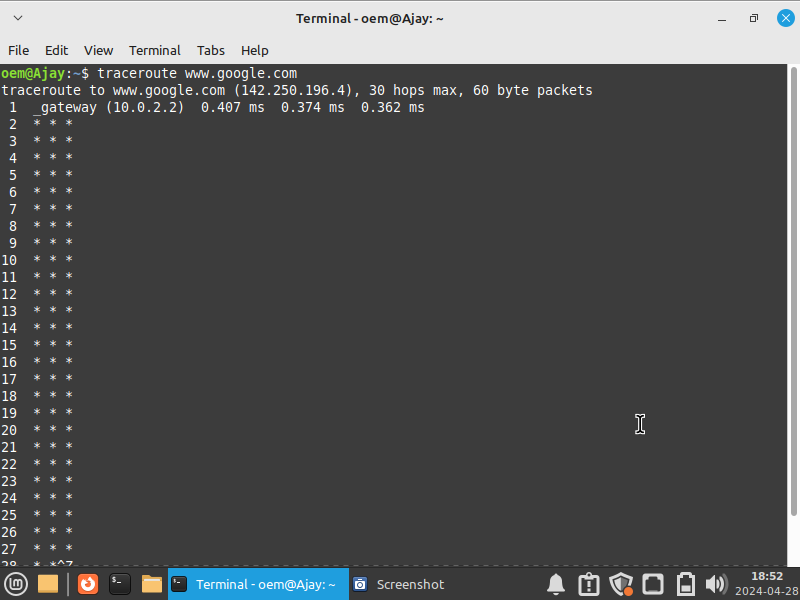 Terminal - oem@Ajay: ~
File Edit View Terminal Tabs Help
oem@Ajay:~$ traceroute www.google.com
traceroute to www.google.com (142.250.196.4), 30 hops max, 60 byte packets
 1  _gateway (10.0.2.2)  0.407 ms  0.374 ms  0.362 ms
 2  * * *
 3  * * *
 4  * * *
 5  * * *
 6  * * *
 7  * * *
 8  * * *
 9  * * *
10  * * *
11  * * *
12  * * *
13  * * *
14  * * *
15  * * *
16  * * *
17  * * *
18  * * *
19  * * *
20  * * *
21  * * *
22  * * *
23  * * *
24  * * *
25  * * *
26  * * *
27  * * *
28  * *^Z
Terminal - oem@Ajay: ~
Screenshot
18:52
2024-04-28